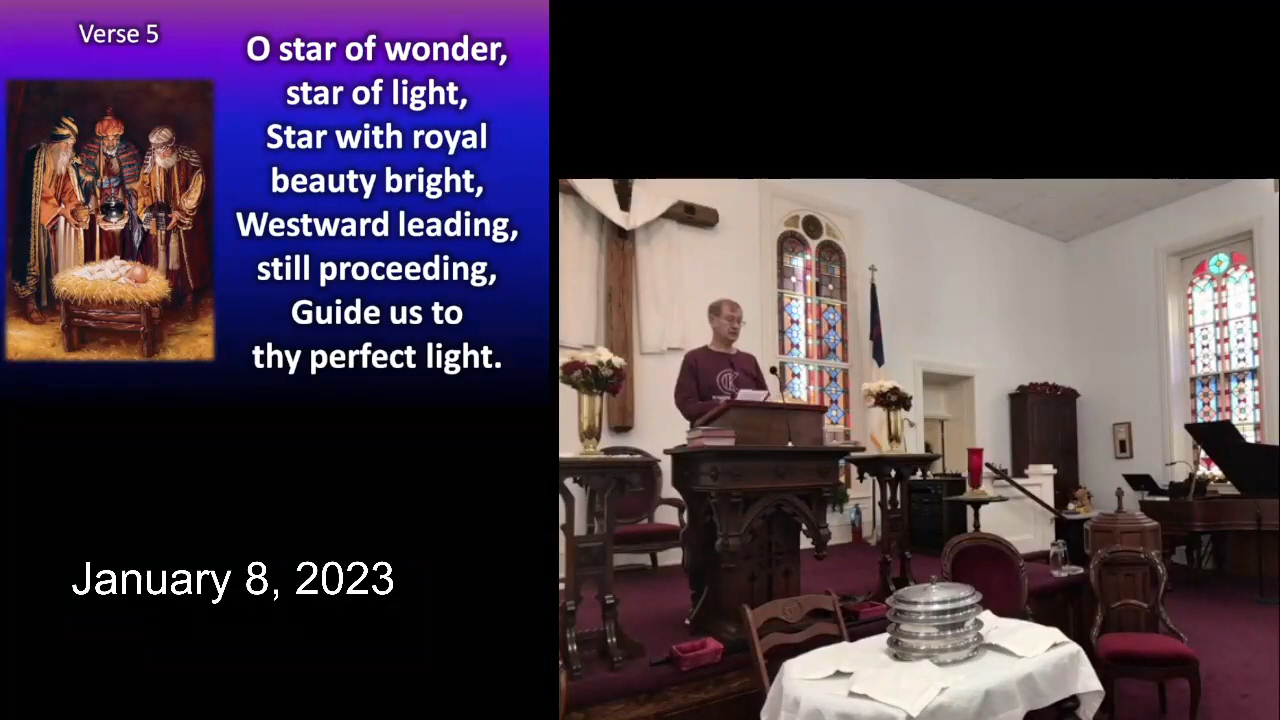 Verse 5
O star of wonder,
star of light,
Star with royal
beauty bright,
Westward leading,
still proceeding,
Guide us to
thy perfect light.
January 8, 2023